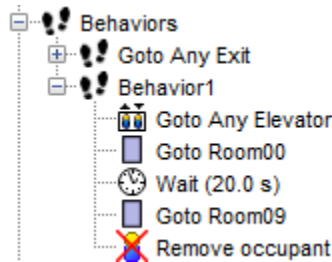 Behaviors
Goto Any Exit
Behavior1
Goto Any Elevator
Goto Room00
Wait (20.0 s)
Goto Room09
Remove occupant